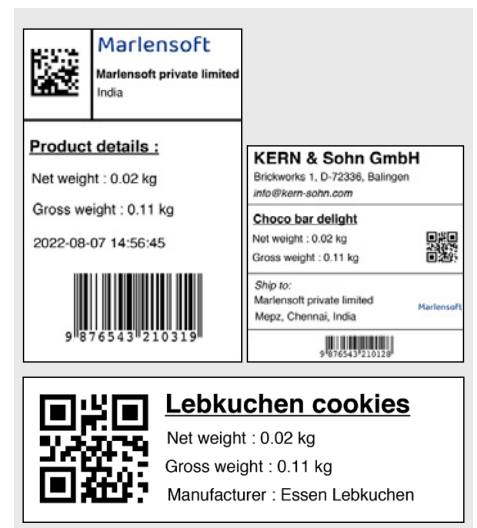 Marlensoft
Marlensoft private limited
India
Product details :
Net weight : 0.02 kg
Gross weight : 0.11 kg
2022-08-07 14:56:45
9 876543 210319
KERN & Sohn GmbH
Brickworks 1, D-72336, Balingen
info@kern-sohn.com
Choco bar delight
Net weight : 0.02 kg
Gross weight : 0.11 kg
Ship to:
Marlensoft private limited
Mepz, Chennai, India
Marlensoft
9 876543 210128
Lebkuchen cookies
Net weight : 0.02 kg
Gross weight : 0.11 kg
Manufacturer : Essen Lebkuchen